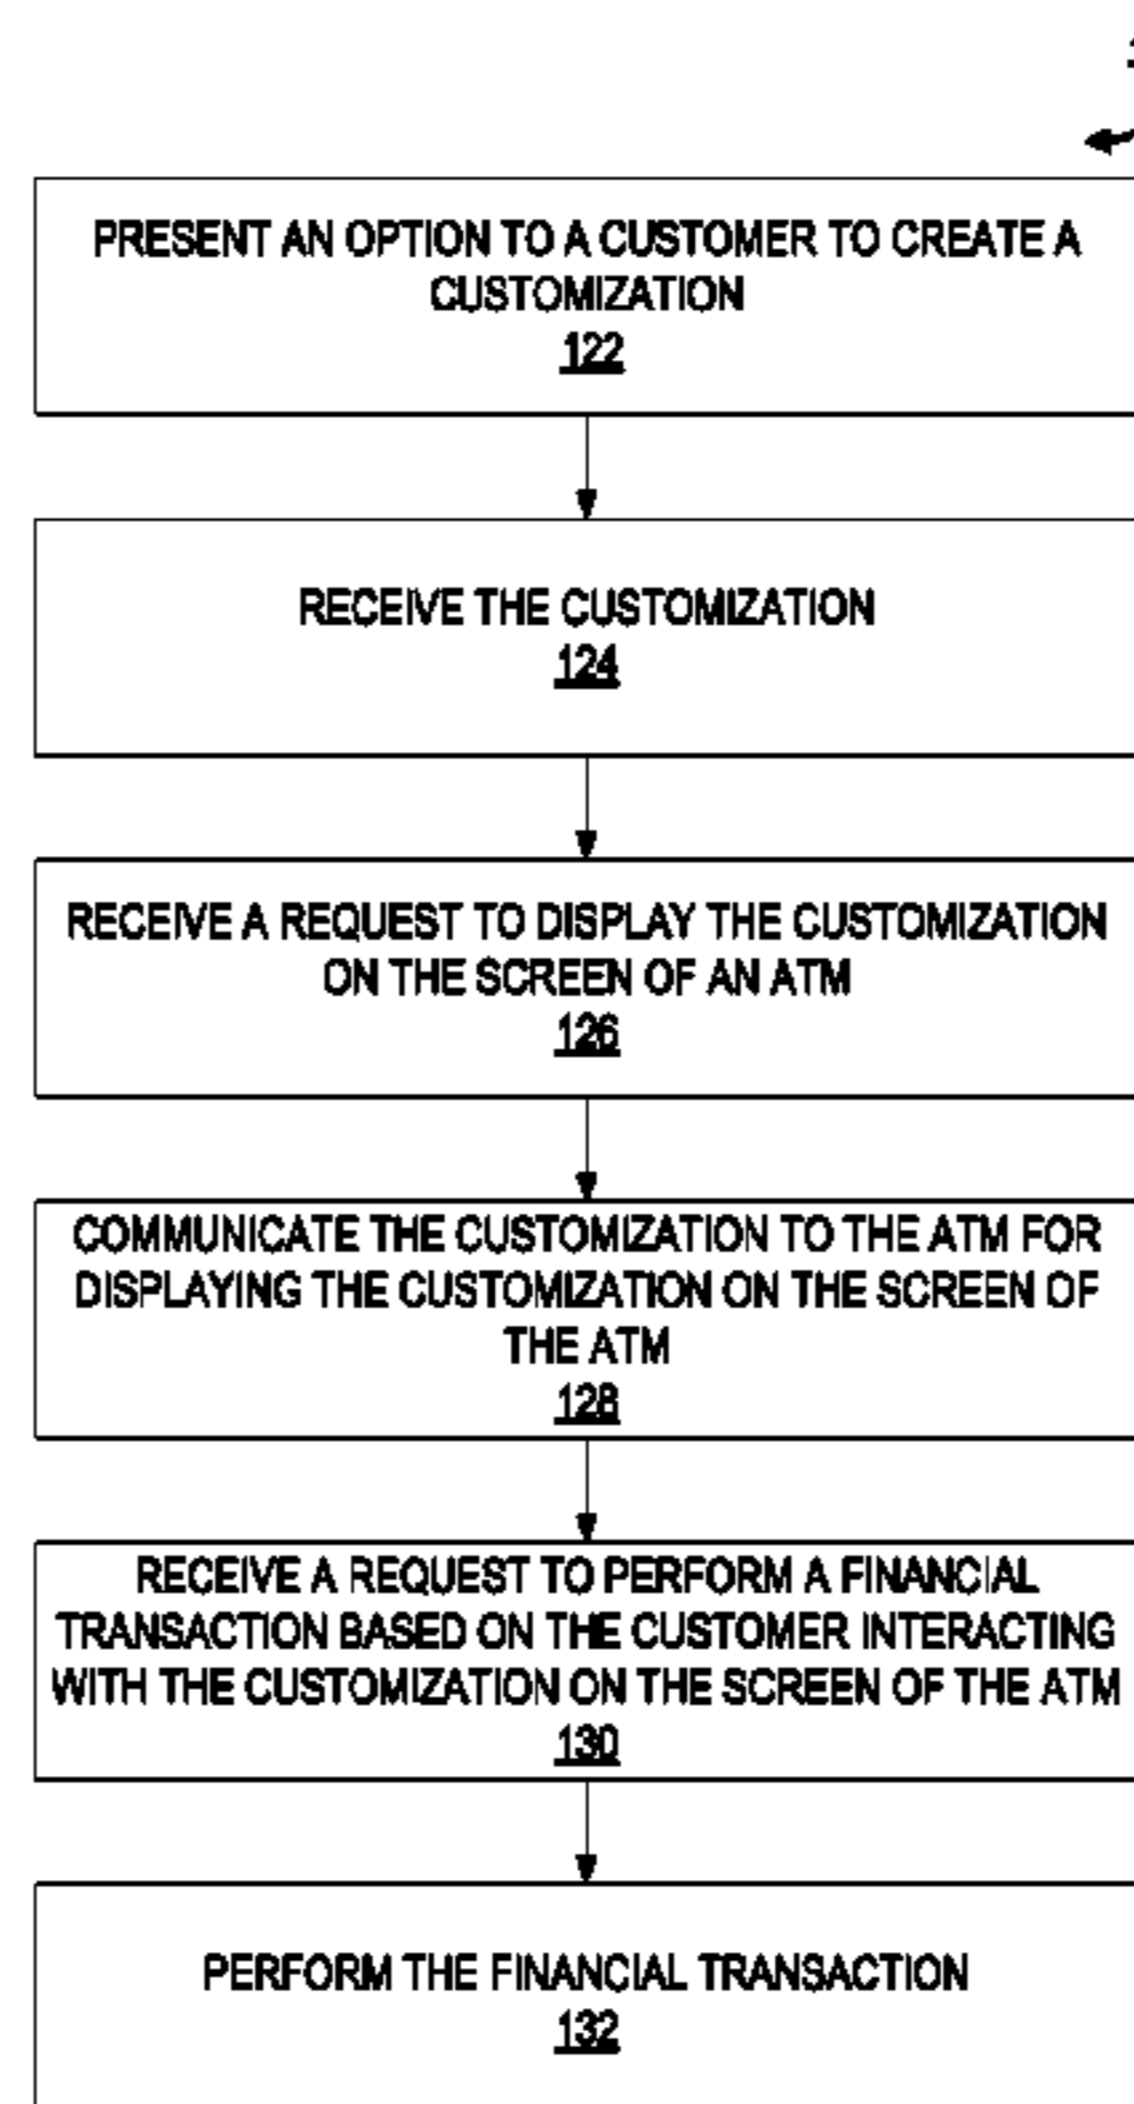 PRESENT AN OPTION TO A CUSTOMER TO CREATE A
CUSTOMIZATION
122
RECEIVE THE CUSTOMIZATION
124
RECEIVE A REQUEST TO DISPLAY THE CUSTOMIZATION
ON THE SCREEN OF AN ATM
126
COMMUNICATE THE CUSTOMIZATION TO THE ATM FOR
DISPLAYING THE CUSTOMIZATION ON THE SCREEN OF
THE ATM
128
RECEIVE A REQUEST TO PERFORM A FINANCIAL
TRANSACTION BASED ON THE CUSTOMER INTERACTING
WITH THE CUSTOMIZATION ON THE SCREEN OF THE ATM
130
PERFORM THE FINANCIAL TRANSACTION
132